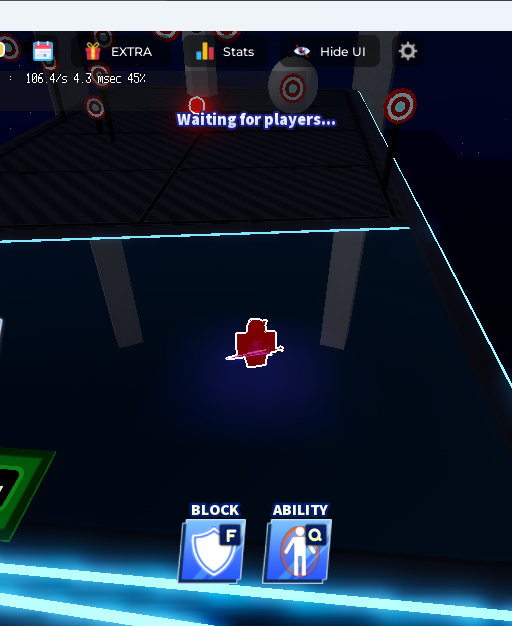 EXTRA
Stats
Hide UI
: 106.4/s 4.3 msec 45%
Waiting for players...
BLOCK
ABILITY
F
Q